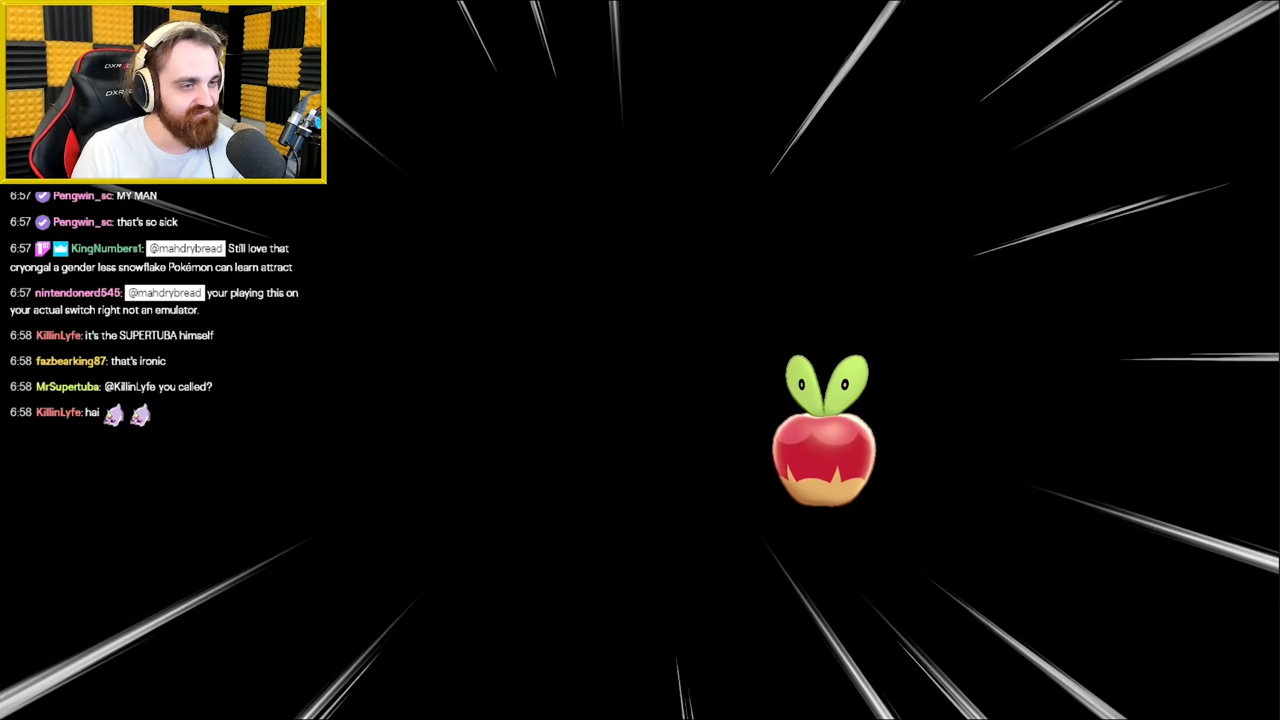 DXR
DXR
6:57 Pengwin_sc: MY MAN
6:57 Pengwin_sc: that's so sick
6:57 KingNumbers1: @mahdrybread Still love that
cryongal a gender less snowflake Pokémon can learn attract
6:57 nintendonerd545: @mahdrybread your playing this on
your actual switch right not an emulator.
6:58 KillinLyfe: it's the SUPERTUBA himself
6:58 fazbearking87: that's ironic
6:58 MrSupertuba: @KillinLyfe you called?
6:58 KillinLyfe: hai